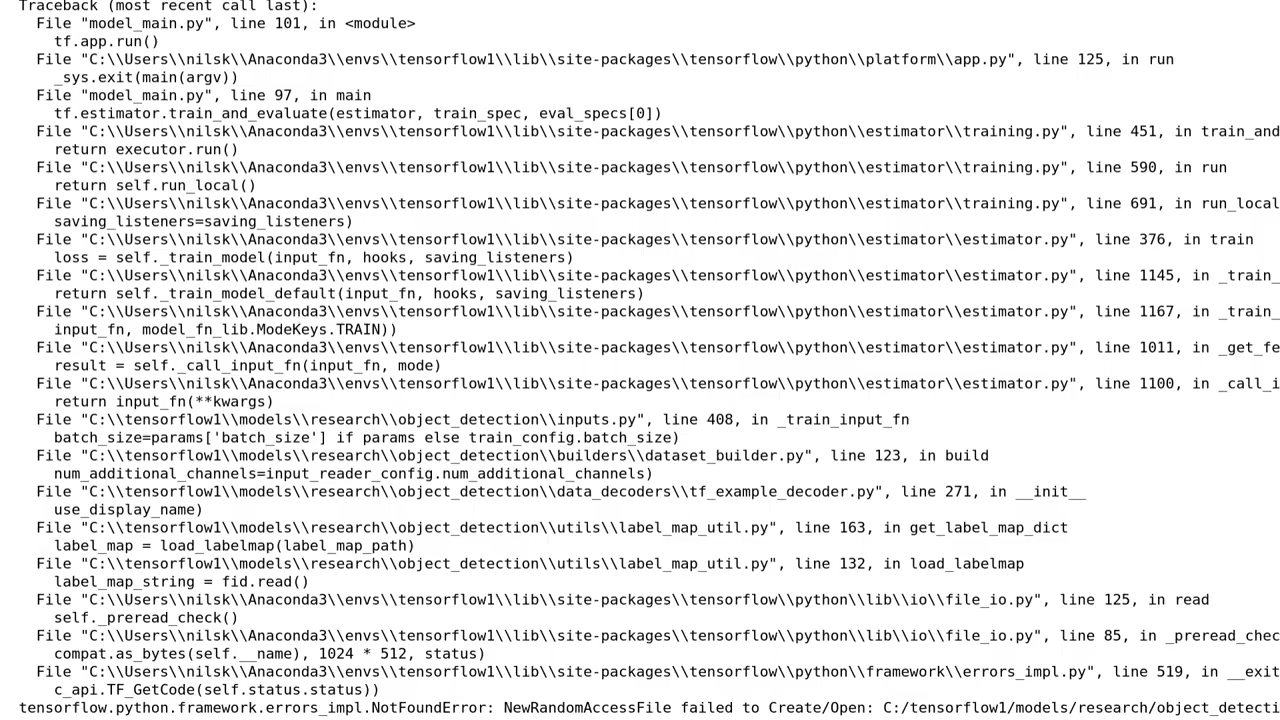 Traceback (most recent call last):
File "model_main.py", line 101, in <module>
tf.app.run()
File "C:\\Users\\nilsk\\Anaconda3\\envs\\tensorflow1\\lib\\site-packages\\tensorflow\\python\\platform\\app.py", line 125, in run
_sys.exit(main(argv))
File "model_main.py", line 97, in main
tf.estimator.train_and_evaluate(estimator, train_spec, eval_specs[0])
File "C:\\Users\\nilsk\\Anaconda3\\envs\\tensorflow1\\lib\\site-packages\\tensorflow\\python\\estimator\\training.py", line 451, in train_and
return executor.run()
File "C:\\Users\\nilsk\\Anaconda3\\envs\\tensorflow1\\lib\\site-packages\\tensorflow\\python\\estimator\\training.py", line 590, in run
return self.run_local()
File "C:\\Users\\nilsk\\Anaconda3\\envs\\tensorflow1\\lib\\site-packages\\tensorflow\\python\\estimator\\training.py", line 691, in run_local
saving_listeners=saving_listeners)
File "C:\\Users\\nilsk\\Anaconda3\\envs\\tensorflow1\\lib\\site-packages\\tensorflow\\python\\estimator\\estimator.py", line 376, in train
loss = self._train_model(input_fn, hooks, saving_listeners)
File "C:\\Users\\nilsk\\Anaconda3\\envs\\tensorflow1\\lib\\site-packages\\tensorflow\\python\\estimator\\estimator.py", line 1145, in _train_
return self._train_model_default(input_fn, hooks, saving_listeners)
File "C:\\Users\\nilsk\\Anaconda3\\envs\\tensorflow1\\lib\\site-packages\\tensorflow\\python\\estimator\\estimator.py", line 1167, in _train_
input_fn, model_fn_lib.ModeKeys.TRAIN))
File "C:\\Users\\nilsk\\Anaconda3\\envs\\tensorflow1\\lib\\site-packages\\tensorflow\\python\\estimator\\estimator.py", line 1011, in _get_fe
result = self._call_input_fn(input_fn, mode)
File "C:\\Users\\nilsk\\Anaconda3\\envs\\tensorflow1\\lib\\site-packages\\tensorflow\\python\\estimator\\estimator.py", line 1100, in _call_i
return input_fn(**kwargs)
File "C:\\tensorflow1\\models\\research\\object_detection\\inputs.py", line 408, in _train_input_fn
batch_size=params['batch_size'] if params else train_config.batch_size)
File "C:\\tensorflow1\\models\\research\\object_detection\\builders\\dataset_builder.py", line 123, in build
num_additional_channels=input_reader_config.num_additional_channels)
File "C:\\tensorflow1\\models\\research\\object_detection\\data_decoders\\tf_example_decoder.py", line 271, in __init__
use_display_name)
File "C:\\tensorflow1\\models\\research\\object_detection\\utils\\label_map_util.py", line 163, in get_label_map_dict
label_map = load_labelmap(label_map_path)
File "C:\\tensorflow1\\models\\research\\object_detection\\utils\\label_map_util.py", line 132, in load_labelmap
label_map_string = fid.read()
File "C:\\Users\\nilsk\\Anaconda3\\envs\\tensorflow1\\lib\\site-packages\\tensorflow\\python\\lib\\io\\file_io.py", line 125, in read
self._preread_check()
File "C:\\Users\\nilsk\\Anaconda3\\envs\\tensorflow1\\lib\\site-packages\\tensorflow\\python\\lib\\io\\file_io.py", line 85, in _preread_chec
compat.as_bytes(self.__name), 1024 * 512, status)
File "C:\\Users\\nilsk\\Anaconda3\\envs\\tensorflow1\\lib\\site-packages\\tensorflow\\python\\framework\\errors_impl.py", line 519, in __exit
c_api.TF_GetCode(self.status.status))
tensorflow.python.framework.errors_impl.NotFoundError: NewRandomAccessFile failed to Create/Open: C:/tensorflow1/models/research/object_detecti